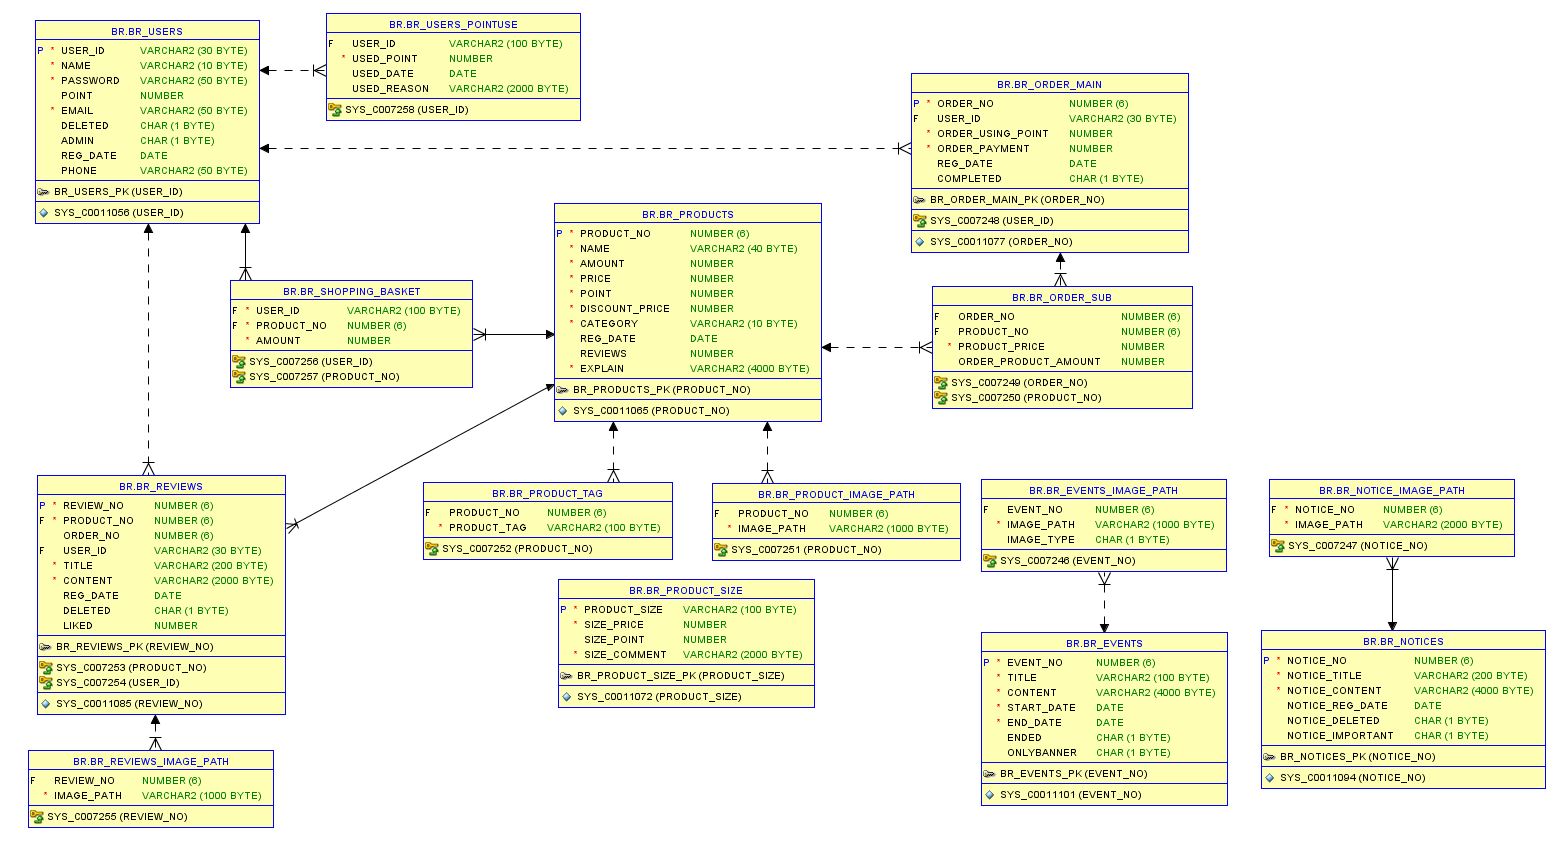 BR.BR_USERS
P * USER_ID VARCHAR2 (30 BYTE)
* NAME VARCHAR2 (10 BYTE)
* PASSWORD VARCHAR2 (50 BYTE)
POINT NUMBER
* EMAIL VARCHAR2 (50 BYTE)
DELETED CHAR (1 BYTE)
ADMIN CHAR (1 BYTE)
REG_DATE DATE
PHONE VARCHAR2 (50 BYTE)
BR_USERS_PK (USER_ID)
SYS_C0011056 (USER_ID)
BR.BR_USERS_POINTUSE
F USER_ID VARCHAR2 (100 BYTE)
* USED_POINT NUMBER
USED_DATE DATE
USED_REASON VARCHAR2 (2000 BYTE)
SYS_C007258 (USER_ID)
BR.BR_ORDER_MAIN
P * ORDER_NO NUMBER (6)
F USER_ID VARCHAR2 (30 BYTE)
* ORDER_USING_POINT NUMBER
* ORDER_PAYMENT NUMBER
REG_DATE DATE
COMPLETED CHAR (1 BYTE)
BR_ORDER_MAIN_PK (ORDER_NO)
SYS_C007248 (USER_ID)
SYS_C0011077 (ORDER_NO)
BR.BR_PRODUCTS
P * PRODUCT_NO NUMBER (6)
* NAME VARCHAR2 (40 BYTE)
* AMOUNT NUMBER
* PRICE NUMBER
* POINT NUMBER
* DISCOUNT_PRICE NUMBER
* CATEGORY VARCHAR2 (10 BYTE)
REG_DATE DATE
REVIEWS NUMBER
* EXPLAIN VARCHAR2 (4000 BYTE)
BR_PRODUCTS_PK (PRODUCT_NO)
SYS_C0011065 (PRODUCT_NO)
BR.BR_SHOPPING_BASKET
F * USER_ID VARCHAR2 (100 BYTE)
F * PRODUCT_NO NUMBER (6)
* AMOUNT NUMBER
SYS_C007256 (USER_ID)
SYS_C007257 (PRODUCT_NO)
BR.BR_ORDER_SUB
F ORDER_NO NUMBER (6)
F PRODUCT_NO NUMBER (6)
* PRODUCT_PRICE NUMBER
ORDER_PRODUCT_AMOUNT NUMBER
SYS_C007249 (ORDER_NO)
SYS_C007250 (PRODUCT_NO)
BR.BR_REVIEWS
P * REVIEW_NO NUMBER (6)
F * PRODUCT_NO NUMBER (6)
ORDER_NO NUMBER (6)
F USER_ID VARCHAR2 (30 BYTE)
* TITLE VARCHAR2 (200 BYTE)
* CONTENT VARCHAR2 (2000 BYTE)
REG_DATE DATE
DELETED CHAR (1 BYTE)
LIKED NUMBER
BR_REVIEWS_PK (REVIEW_NO)
SYS_C007253 (PRODUCT_NO)
SYS_C007254 (USER_ID)
SYS_C0011085 (REVIEW_NO)
BR.BR_PRODUCT_TAG
F PRODUCT_NO NUMBER (6)
* PRODUCT_TAG VARCHAR2 (100 BYTE)
SYS_C007252 (PRODUCT_NO)
BR.BR_PRODUCT_IMAGE_PATH
F PRODUCT_NO NUMBER (6)
* IMAGE_PATH VARCHAR2 (1000 BYTE)
SYS_C007251 (PRODUCT_NO)
BR.BR_EVENTS_IMAGE_PATH
F EVENT_NO NUMBER (6)
* IMAGE_PATH VARCHAR2 (1000 BYTE)
IMAGE_TYPE CHAR (1 BYTE)
SYS_C007246 (EVENT_NO)
BR.BR_NOTICE_IMAGE_PATH
F * NOTICE_NO NUMBER (6)
* IMAGE_PATH VARCHAR2 (2000 BYTE)
SYS_C007247 (NOTICE_NO)
BR.BR_PRODUCT_SIZE
P * PRODUCT_SIZE VARCHAR2 (100 BYTE)
* SIZE_PRICE NUMBER
SIZE_POINT NUMBER
* SIZE_COMMENT VARCHAR2 (2000 BYTE)
BR_PRODUCT_SIZE_PK (PRODUCT_SIZE)
SYS_C0011072 (PRODUCT_SIZE)
BR.BR_EVENTS
P * EVENT_NO NUMBER (6)
* TITLE VARCHAR2 (100 BYTE)
* CONTENT VARCHAR2 (4000 BYTE)
* START_DATE DATE
* END_DATE DATE
ENDED CHAR (1 BYTE)
ONLYBANNER CHAR (1 BYTE)
BR_EVENTS_PK (EVENT_NO)
SYS_C0011101 (EVENT_NO)
BR.BR_NOTICES
P * NOTICE_NO NUMBER (6)
* NOTICE_TITLE VARCHAR2 (200 BYTE)
* NOTICE_CONTENT VARCHAR2 (4000 BYTE)
NOTICE_REG_DATE DATE
NOTICE_DELETED CHAR (1 BYTE)
NOTICE_IMPORTANT CHAR (1 BYTE)
BR_NOTICES_PK (NOTICE_NO)
SYS_C0011094 (NOTICE_NO)
BR.BR_REVIEWS_IMAGE_PATH
F REVIEW_NO NUMBER (6)
* IMAGE_PATH VARCHAR2 (1000 BYTE)
SYS_C007255 (REVIEW_NO)